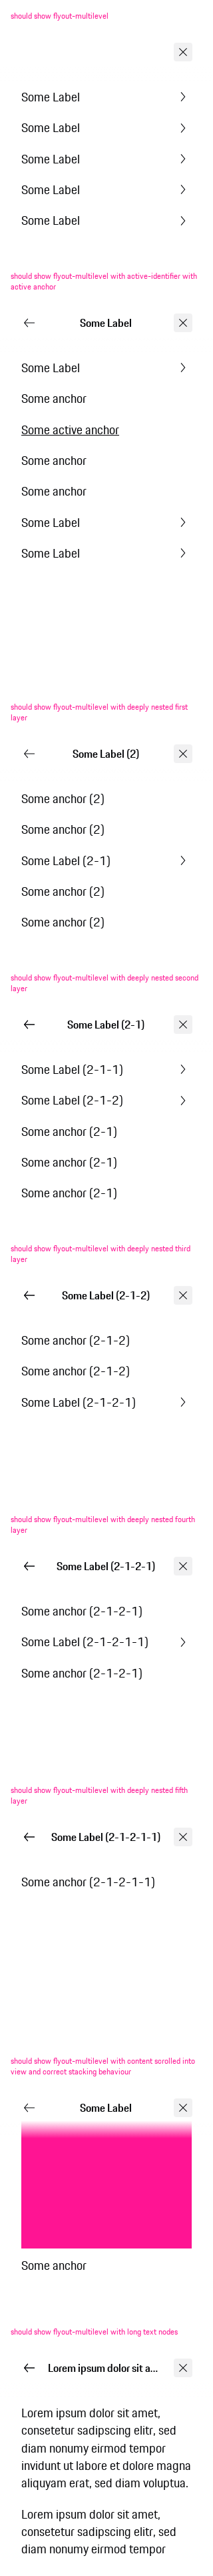 should show flyout-multilevel
Some Label
Some Label
Some Label
Some Label
Some Label
should show flyout-multilevel with active-identifier with
active anchor
Some Label
Some Label
Some anchor
Some active anchor
Some anchor
Some anchor
Some Label
Some Label
should show flyout-multilevel with deeply nested first
layer
Some Label (2)
Some anchor (2)
Some anchor (2)
Some Label (2-1)
Some anchor (2)
Some anchor (2)
should show flyout-multilevel with deeply nested second
layer
Some Label (2-1)
Some Label (2-1-1)
Some Label (2-1-2)
Some anchor (2-1)
Some anchor (2-1)
Some anchor (2-1)
should show flyout-multilevel with deeply nested third
layer
Some Label (2-1-2)
Some anchor (2-1-2)
Some anchor (2-1-2)
Some Label (2-1-2-1)
should show flyout-multilevel with deeply nested fourth
layer
Some Label (2-1-2-1)
Some anchor (2-1-2-1)
Some Label (2-1-2-1-1)
Some anchor (2-1-2-1)
should show flyout-multilevel with deeply nested fifth
layer
Some Label (2-1-2-1-1)
Some anchor (2-1-2-1-1)
should show flyout-multilevel with content scrolled into
view and correct stacking behaviour
Some Label
Some anchor
should show flyout-multilevel with long text nodes
Lorem ipsum dolor sit a...
Lorem ipsum dolor sit amet,
consetetur sadipscing elitr, sed
diam nonumy eirmod tempor
invidunt ut labore et dolore magna
aliquyam erat, sed diam voluptua.
Lorem ipsum dolor sit amet,
consetetur sadipscing elitr, sed
diam nonumy eirmod tempor